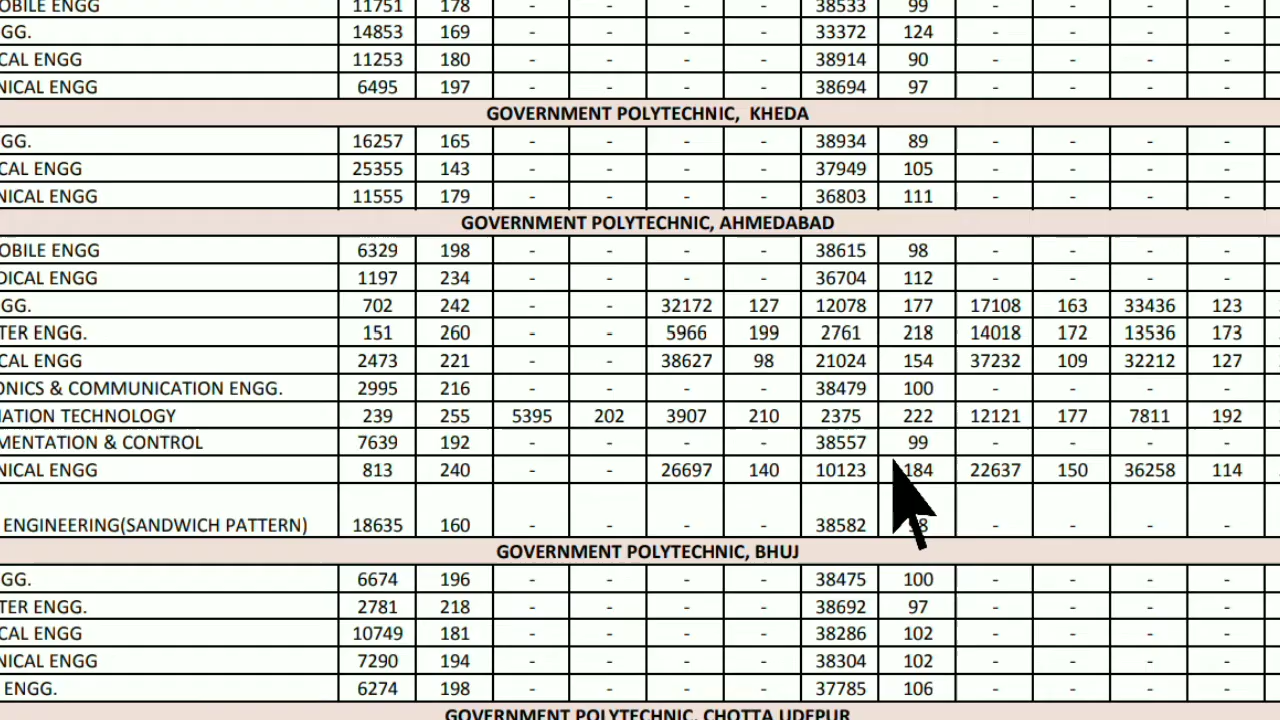 OBILE ENGG 11751 178 - - - - 38533 99 - - - -
GG. 14853 169 - - - - 33372 124 - - - -
CAL ENGG 11253 180 - - - - 38914 90 - - - -
NICAL ENGG 6495 197 - - - - 38694 97 - - - -
GOVERNMENT POLYTECHNIC, KHEDA
GG. 16257 165 - - - - 38934 89 - - - -
CAL ENGG 25355 143 - - - - 37949 105 - - - -
NICAL ENGG 11555 179 - - - - 36803 111 - - - -
GOVERNMENT POLYTECHNIC, AHMEDABAD
OBILE ENGG 6329 198 - - - - 38615 98 - - - -
DICAL ENGG 1197 234 - - - - 36704 112 - - - -
GG. 702 242 - - 32172 127 12078 177 17108 163 33436 123
TER ENGG. 151 260 - - 5966 199 2761 218 14018 172 13536 173
CAL ENGG 2473 221 - - 38627 98 21024 154 37232 109 32212 127
ONICS & COMMUNICATION ENGG. 2995 216 - - - - 38479 100 - - - -
MATION TECHNOLOGY 239 255 5395 202 3907 210 2375 222 12121 177 7811 192
MENTATION & CONTROL 7639 192 - - - - 38557 99 - - - -
NICAL ENGG 813 240 - - 26697 140 10123 184 22637 150 36258 114
ENGINEERING(SANDWICH PATTERN) 18635 160 - - - - 38582 - - - -
GOVERNMENT POLYTECHNIC, BHUJ
GG. 6674 196 - - - - 38475 100 - - - -
TER ENGG. 2781 218 - - - - 38692 97 - - - -
CAL ENGG 10749 181 - - - - 38286 102 - - - -
NICAL ENGG 7290 194 - - - - 38304 102 - - - -
ENGG. 6274 198 - - - - 37785 106 - - - -
GOVERNMENT POLYTECHNIC, CHOTTA UDEPUR